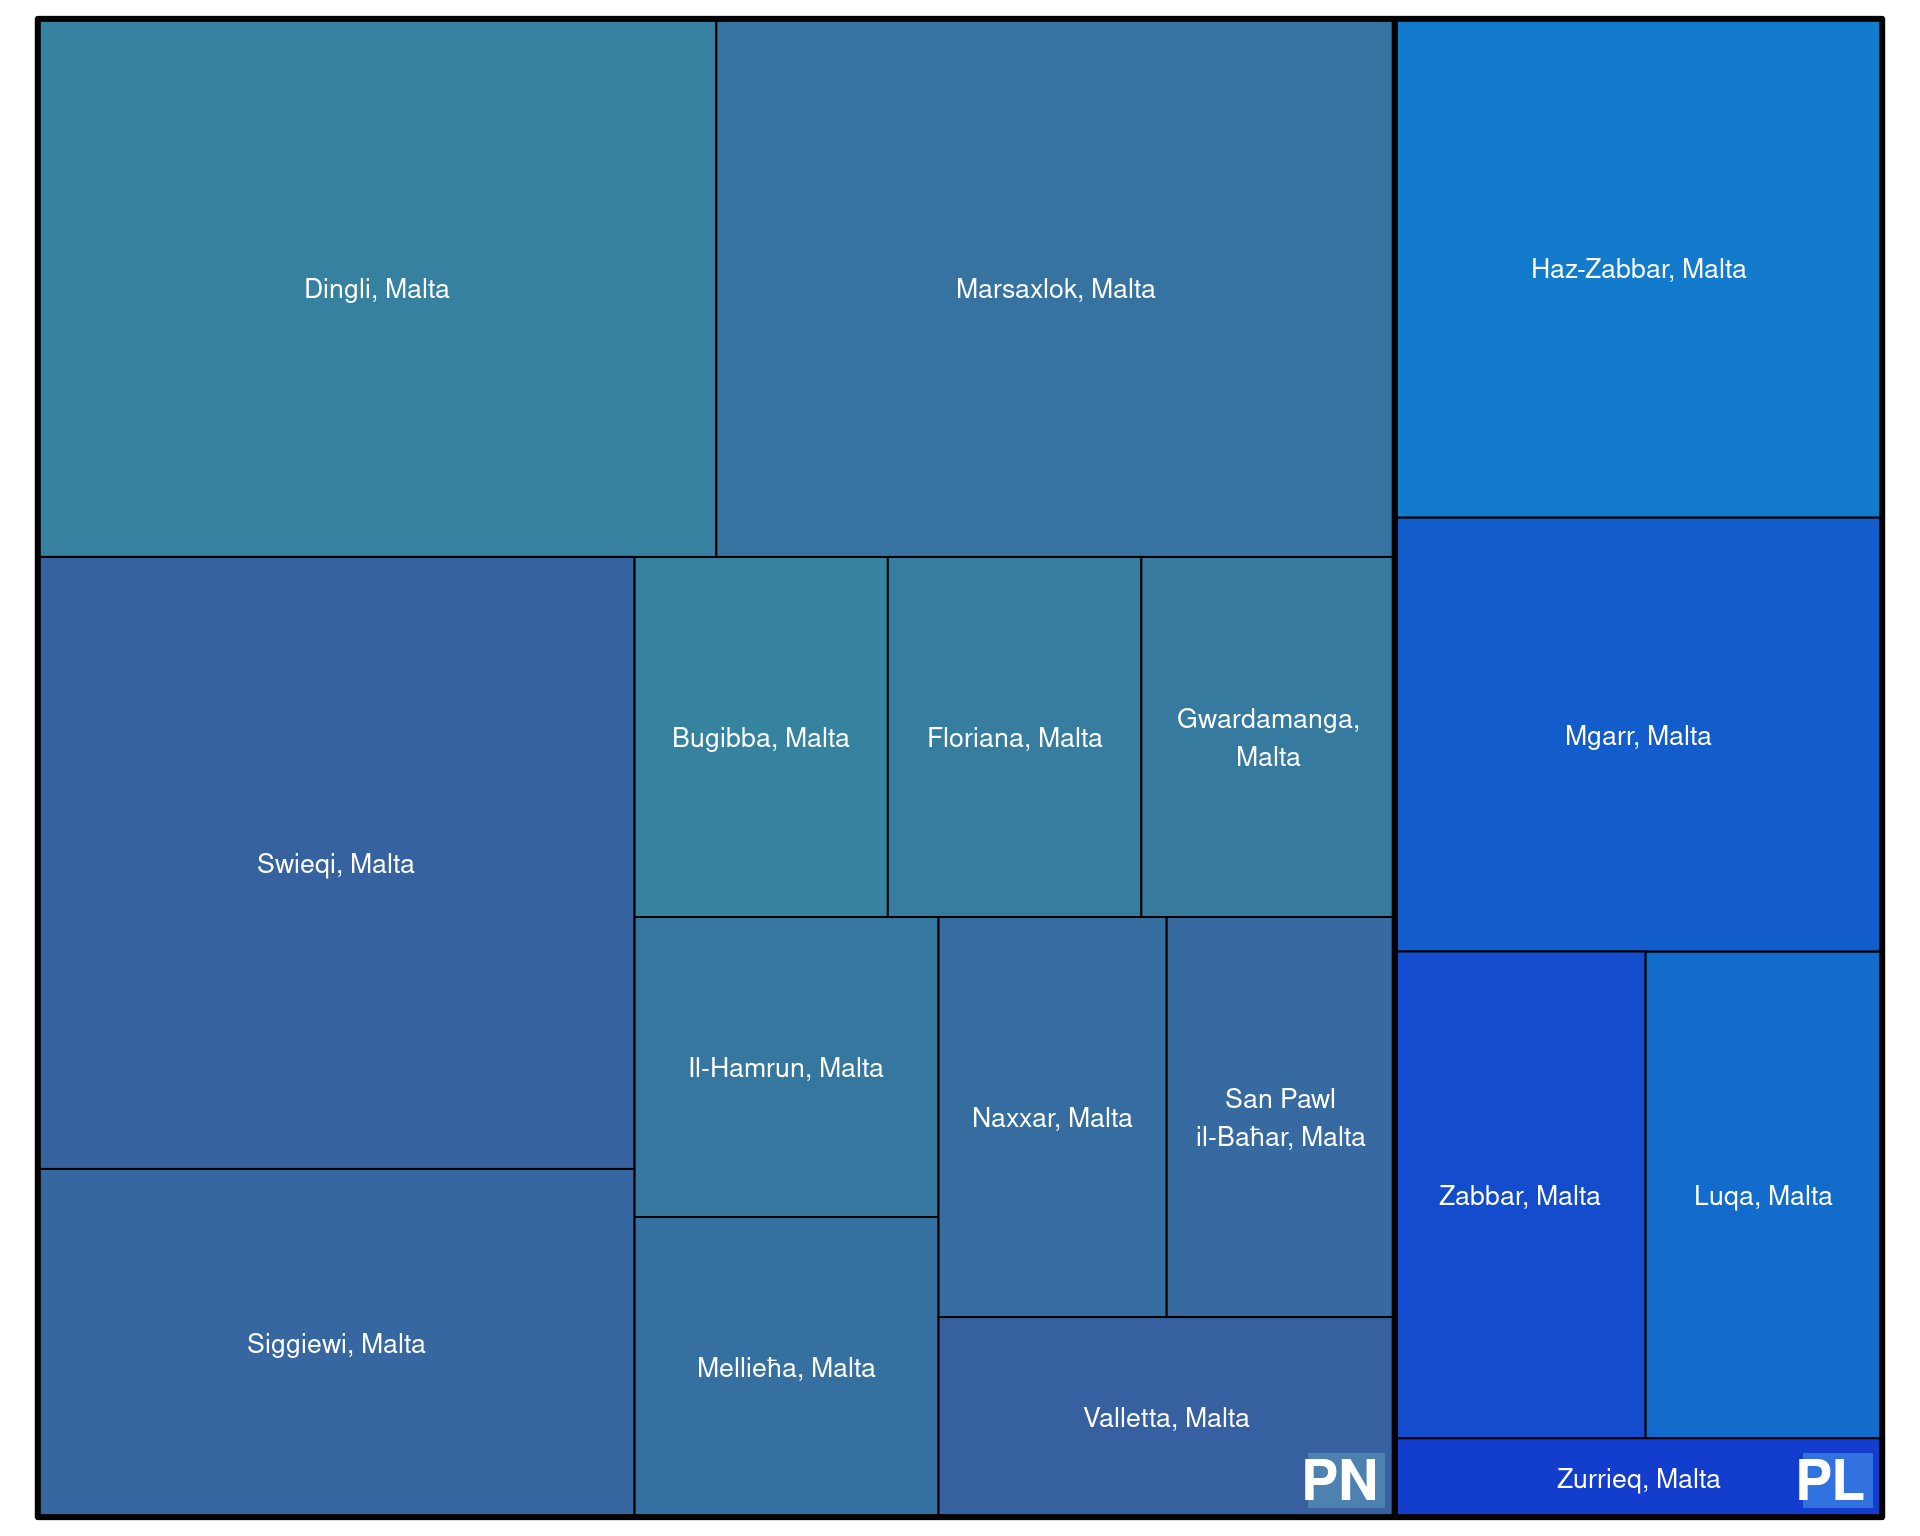 Dingli, Malta
Marsaxlok, Malta
Haz-Zabbar, Malta
Swieqi, Malta
Bugibba, Malta
Floriana, Malta
Gwardamanga,
Malta
Mgarr, Malta
Il-Hamrun, Malta
Naxxar, Malta
San Pawl
il-Baħar, Malta
Zabbar, Malta
Luqa, Malta
Siggiewi, Malta
Mellieħa, Malta
Valletta, Malta
PN
Zurrieq, Malta
PL